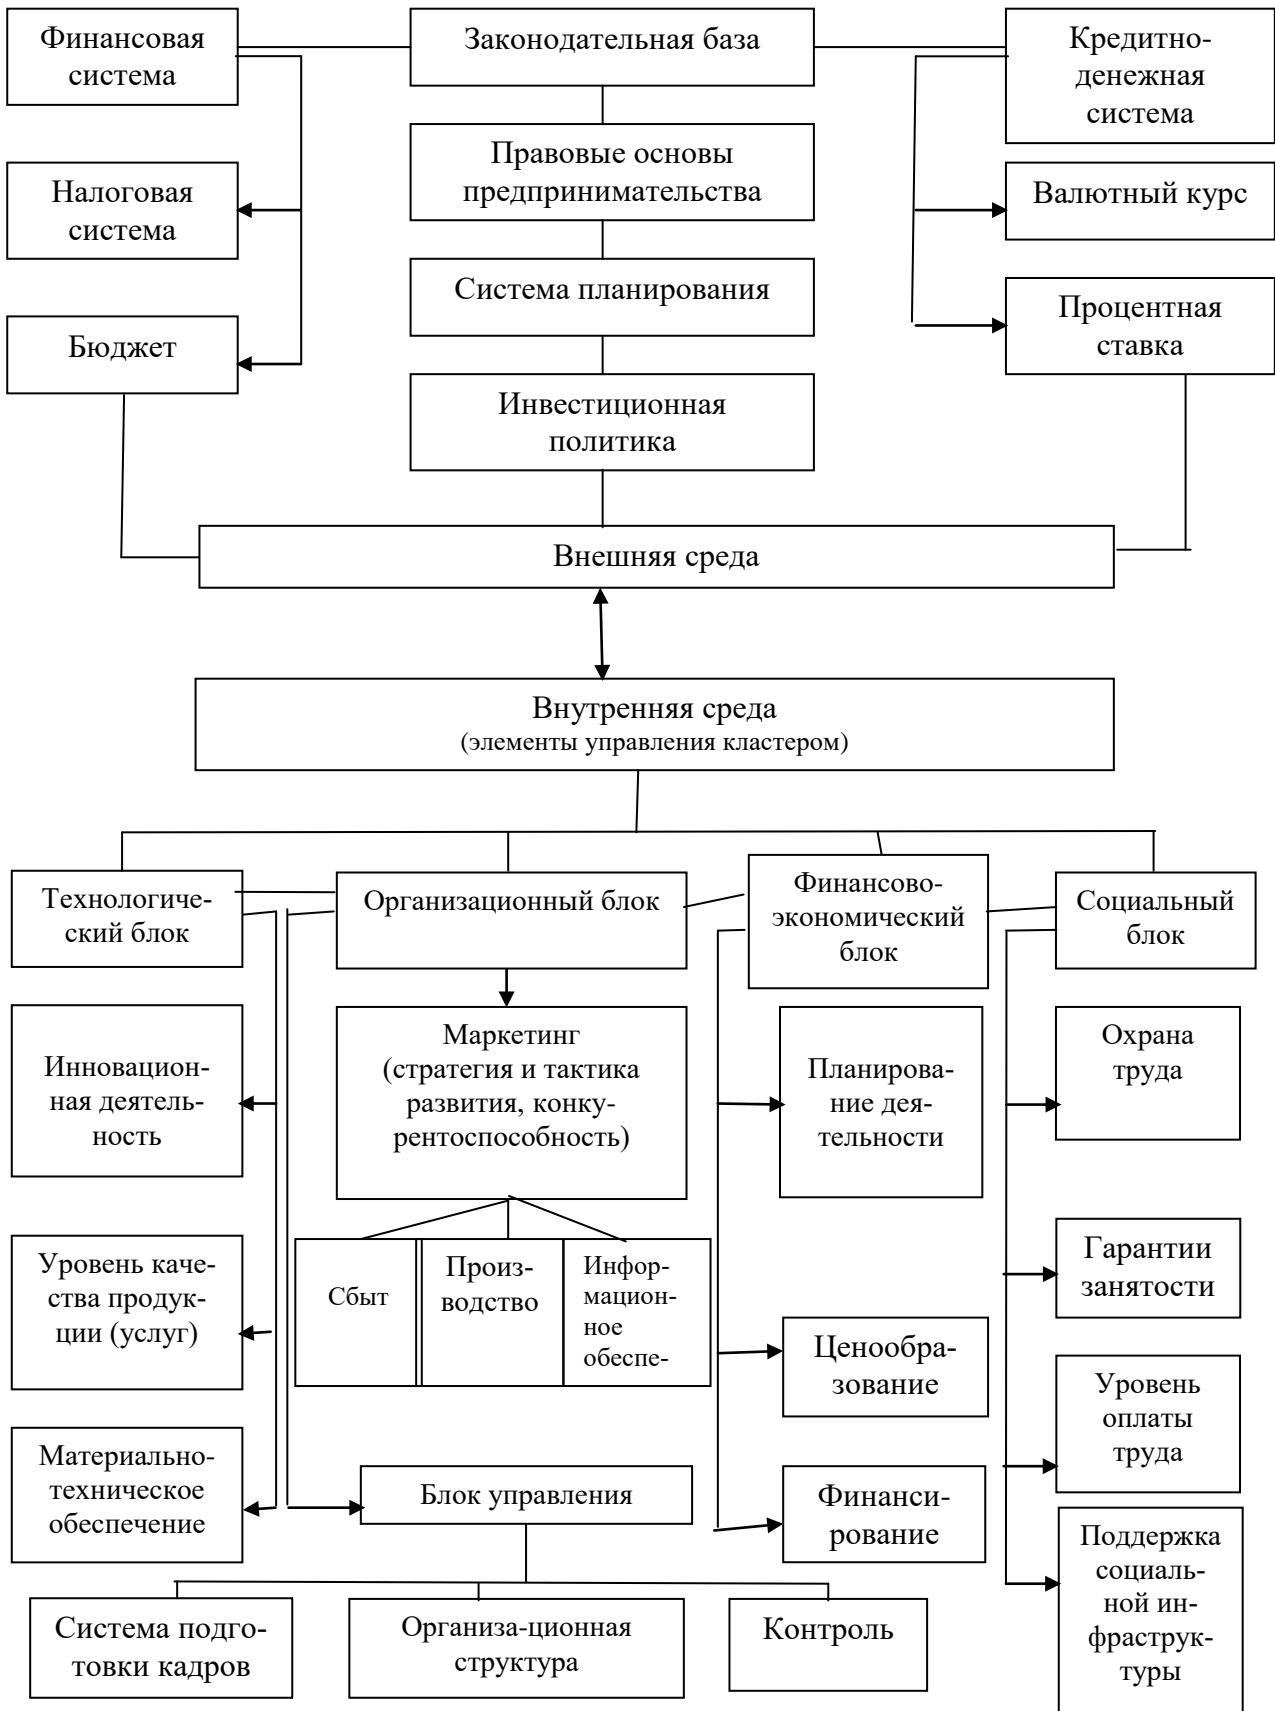 Финансовая
система
Законодательная база
Кредитно-
денежная
система
Правовые основы
предпринимательства
Налоговая
система
Валютный курс
Система планирования
Бюджет
Процентная
ставка
Инвестиционная
политика
Внешняя среда
Внутренняя среда
(элементы управления кластером)
Технологиче-
ский блок
Организационный блок
Финансово-
экономический
блок
Социальный
блок
Инновацион-
ная деятель-
ность
Маркетинг
(стратегия и тактика
развития, конку-
рентоспособность)
Планирова-
ние дея-
тельности
Охрана
труда
Уровень каче-
ства продук-
ции (услуг)
Сбыт
Произ-
водство
Инфор-
мацион-
ное
обеспе-
Гарантии
занятости
Ценообра-
зование
Уровень
оплаты
труда
Материально-
техническое
обеспечение
Блок управления
Финанси-
рование
Поддержка
социаль-
ной ин-
фраструк-
туры
Система подго-
товки кадров
Организа-ционная
структура
Контроль